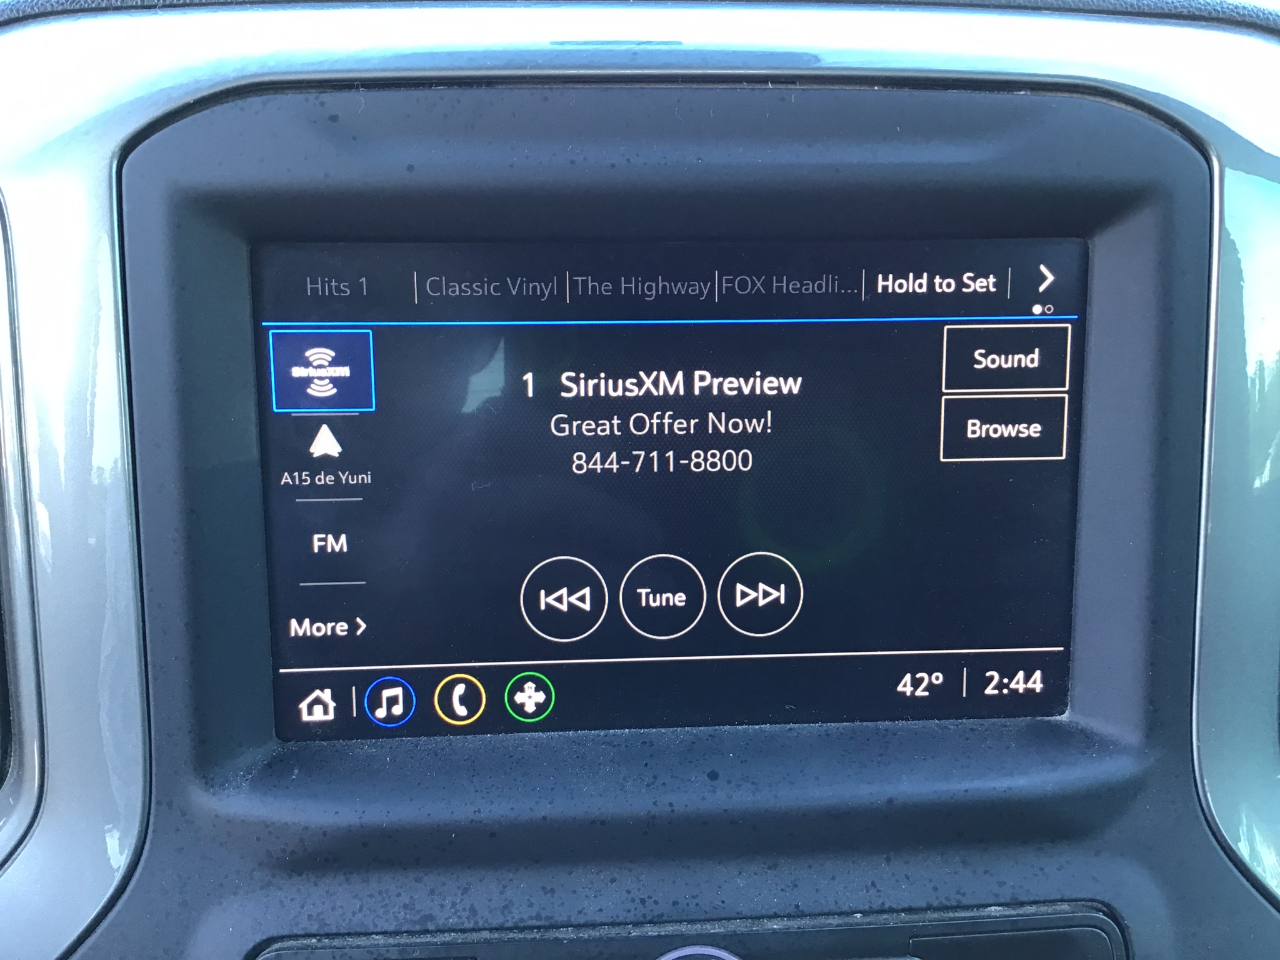 Hits 1 | Classic Vinyl | The Highway | FOX Headli... | Hold to Set |
SiriusXM
1 SiriusXM Preview
Sound
Great Offer Now!
Browse
844-711-8800
A15 de Yuni
FM
Tune
More >
42° | 2:44